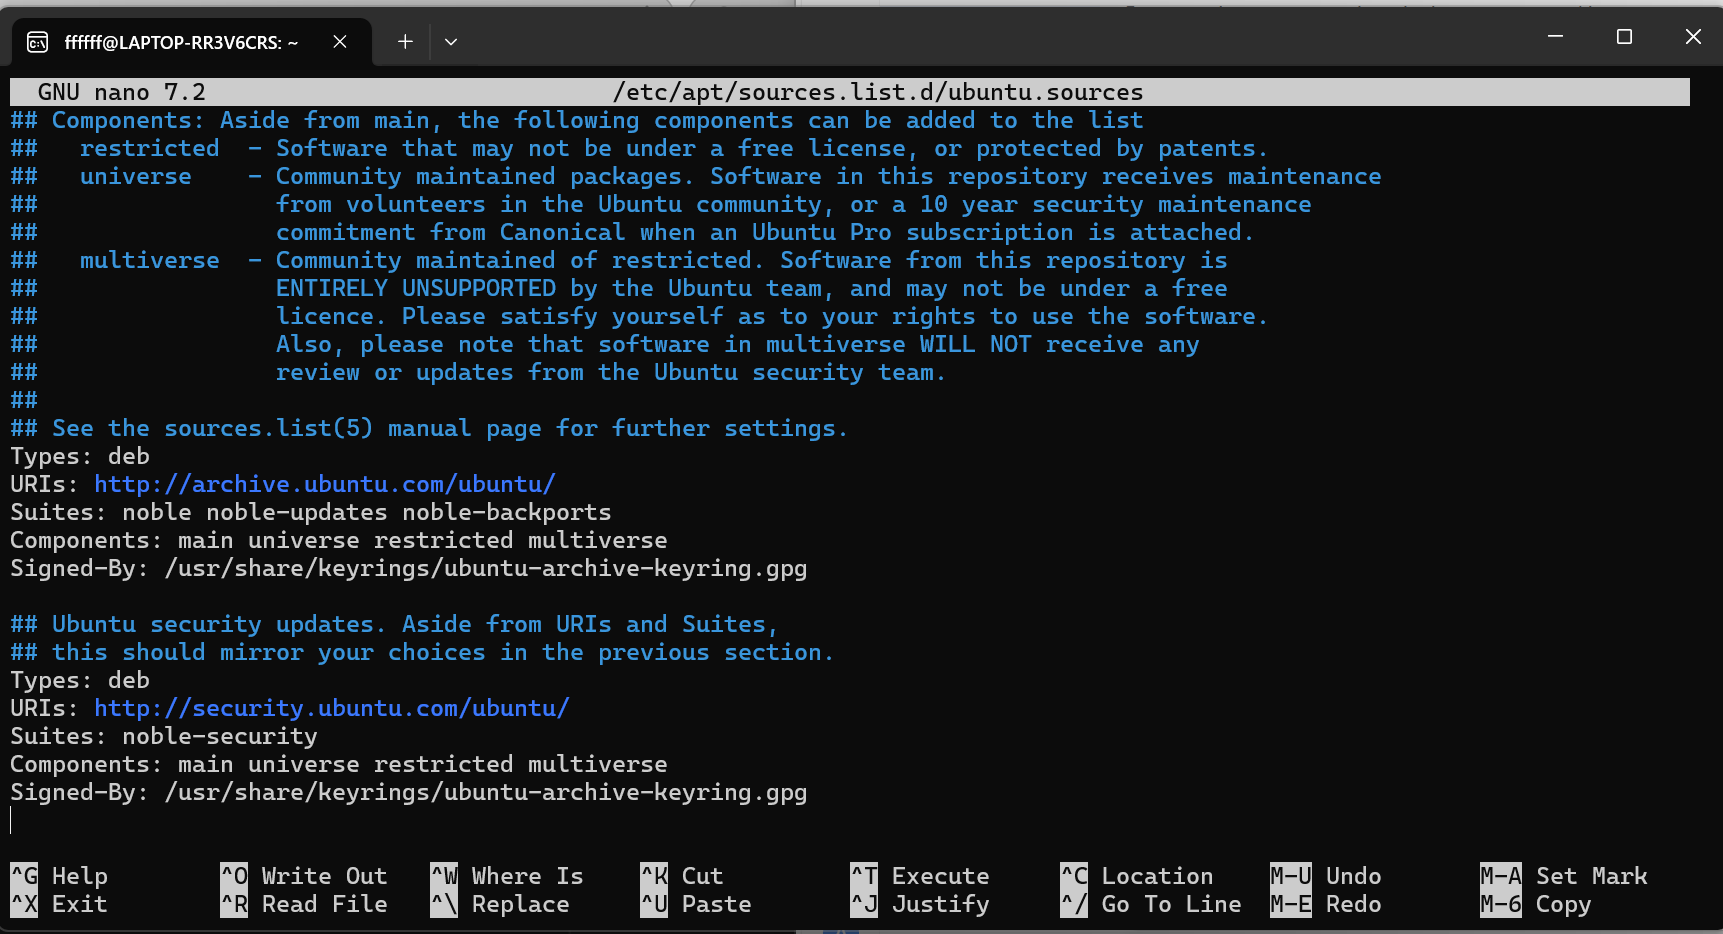 ffffff@LAPTOP-RR3V6CRS: ~
GNU nano 7.2 /etc/apt/sources.list.d/ubuntu.sources
## Components: Aside from main, the following components can be added to the list
##   restricted  - Software that may not be under a free license, or protected by patents.
##   universe    - Community maintained packages. Software in this repository receives maintenance
##                 from volunteers in the Ubuntu community, or a 10 year security maintenance
##                 commitment from Canonical when an Ubuntu Pro subscription is attached.
##   multiverse  - Community maintained of restricted. Software from this repository is
##                 ENTIRELY UNSUPPORTED by the Ubuntu team, and may not be under a free
##                 licence. Please satisfy yourself as to your rights to use the software.
##                 Also, please note that software in multiverse WILL NOT receive any
##                 review or updates from the Ubuntu security team.
##
## See the sources.list(5) manual page for further settings.
Types: deb
URIs: http://archive.ubuntu.com/ubuntu/
Suites: noble noble-updates noble-backports
Components: main universe restricted multiverse
Signed-By: /usr/share/keyrings/ubuntu-archive-keyring.gpg
## Ubuntu security updates. Aside from URIs and Suites,
## this should mirror your choices in the previous section.
Types: deb
URIs: http://security.ubuntu.com/ubuntu/
Suites: noble-security
Components: main universe restricted multiverse
Signed-By: /usr/share/keyrings/ubuntu-archive-keyring.gpg
^G Help ^O Write Out ^W Where Is ^K Cut ^T Execute ^C Location M-U Undo M-A Set Mark
^X Exit ^R Read File ^\ Replace ^U Paste ^J Justify ^/ Go To Line M-E Redo M-6 Copy